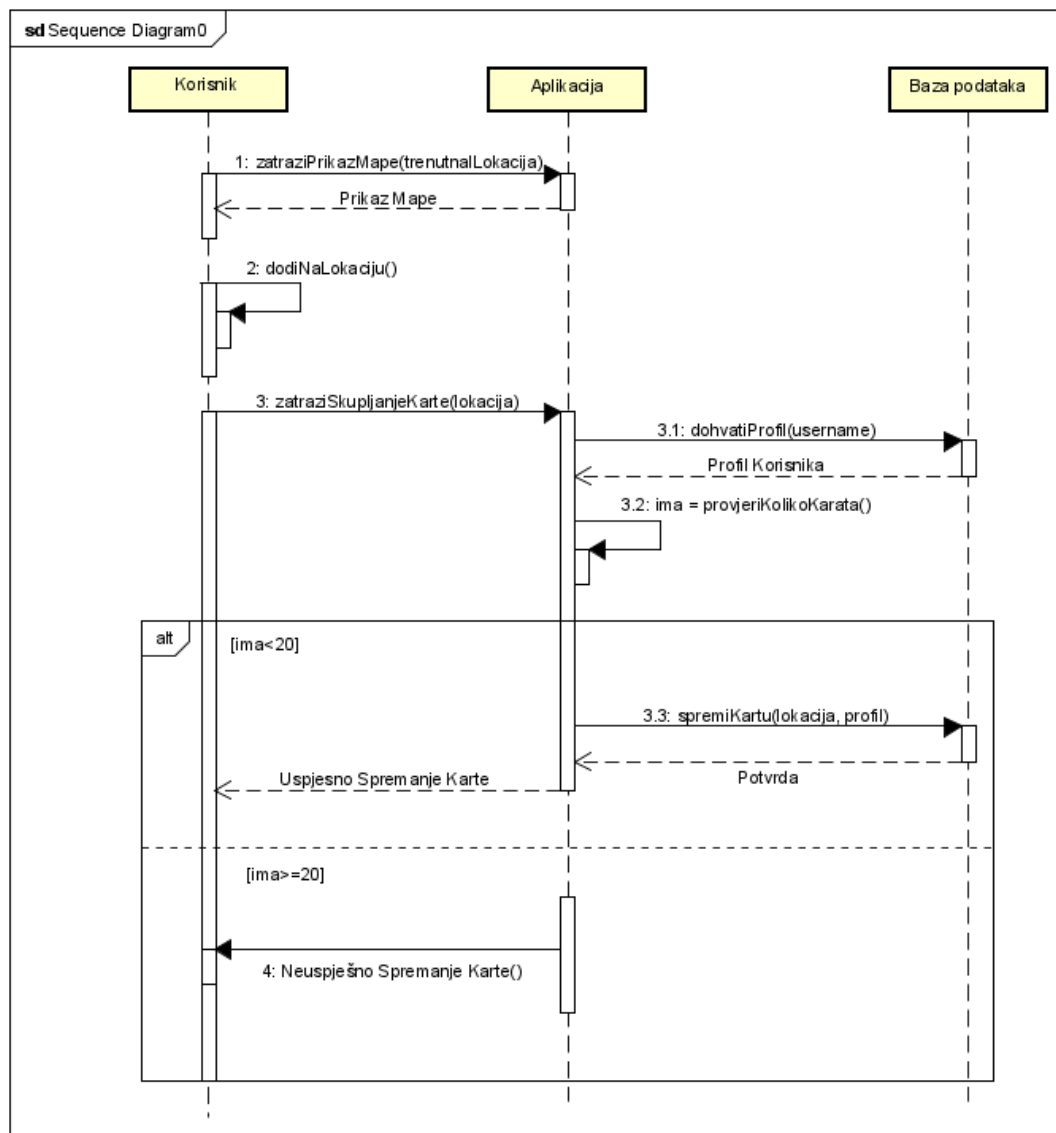 sd Sequence Diagram0
Korisnik
Aplikacija
Baza podataka
1: zatraziPrikazMape(trenutnaLokacija)
Prikaz Mape
2: dodiNaLokaciju()
3: zatraziSkupljanjeKarte(lokacija)
3.1: dohvatiProfil(username)
Profil Korisnika
3.2: ima = provjeriKolikoKarata()
alt
[ima<20]
3.3: spremiKartu(lokacija, profil)
Potvrda
Uspjesno Spremanje Karte
[ima>=20]
4: Neuspješno Spremanje Karte()